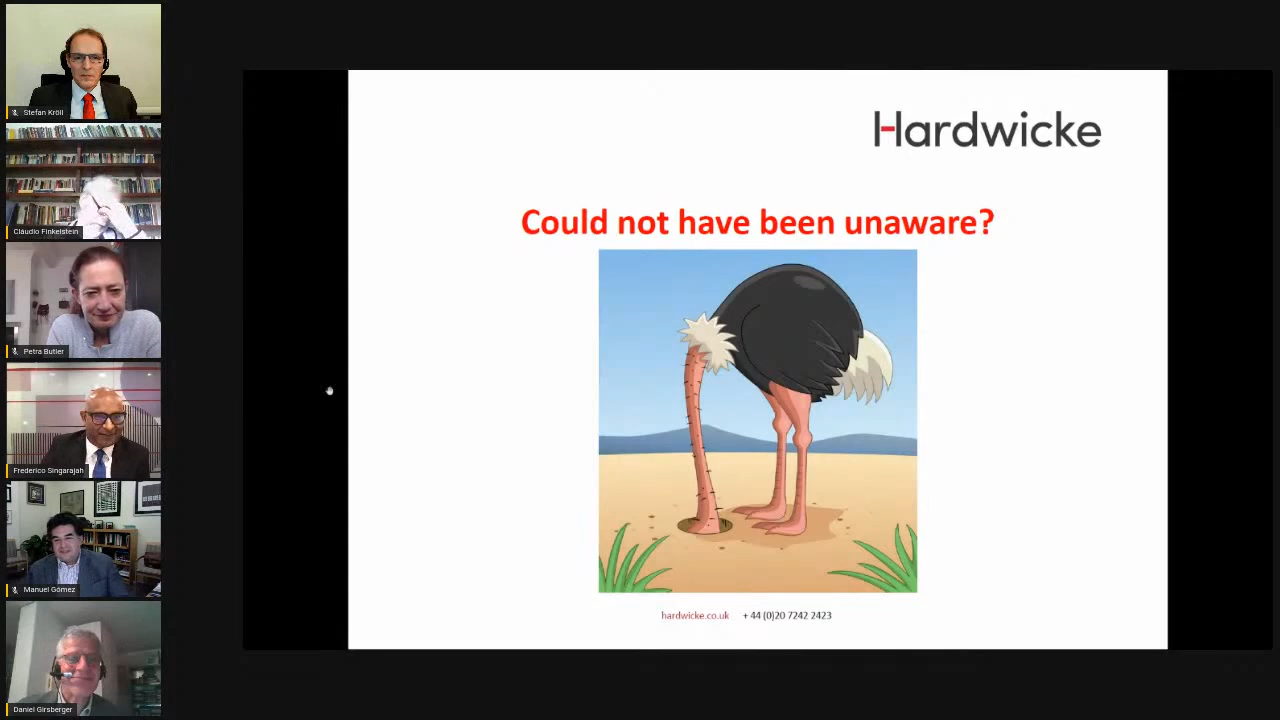 Stefan Kröll
Cláudio Finkelstein
Petra Butler
Frederico Singarajah
Manuel Gómez
Daniel Girsberger
Hardwicke
Could not have been unaware?
hardwicke.co.uk + 44 (0)20 7242 2423